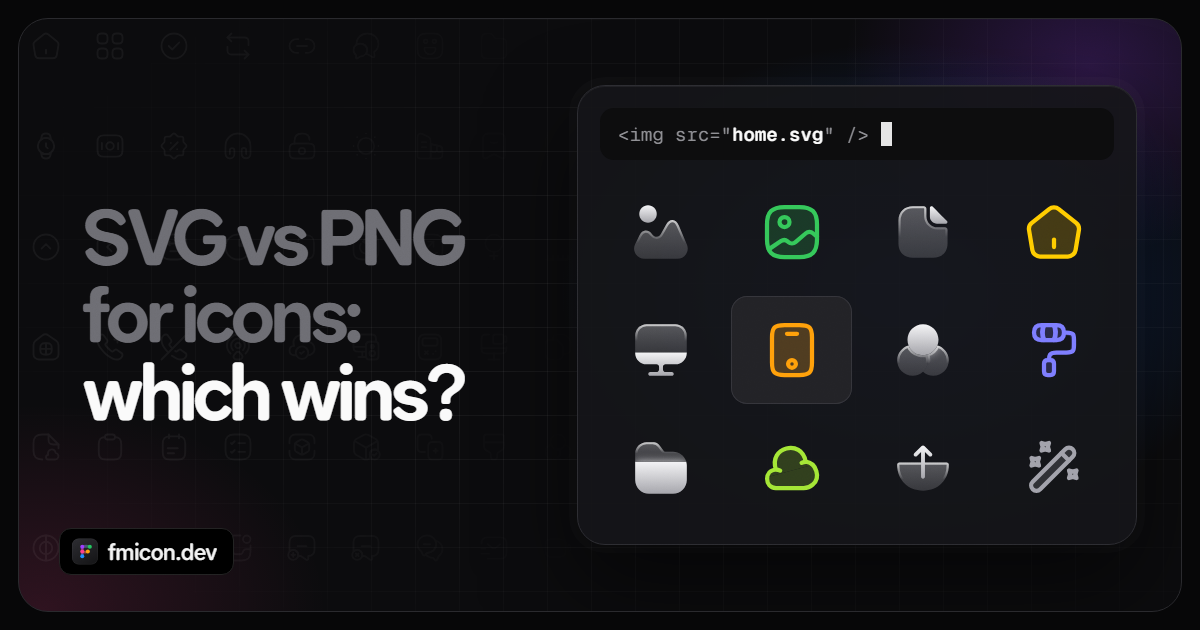 SVG vs PNG
for icons:
which wins?
fmicon.dev
<img src="home.svg" />